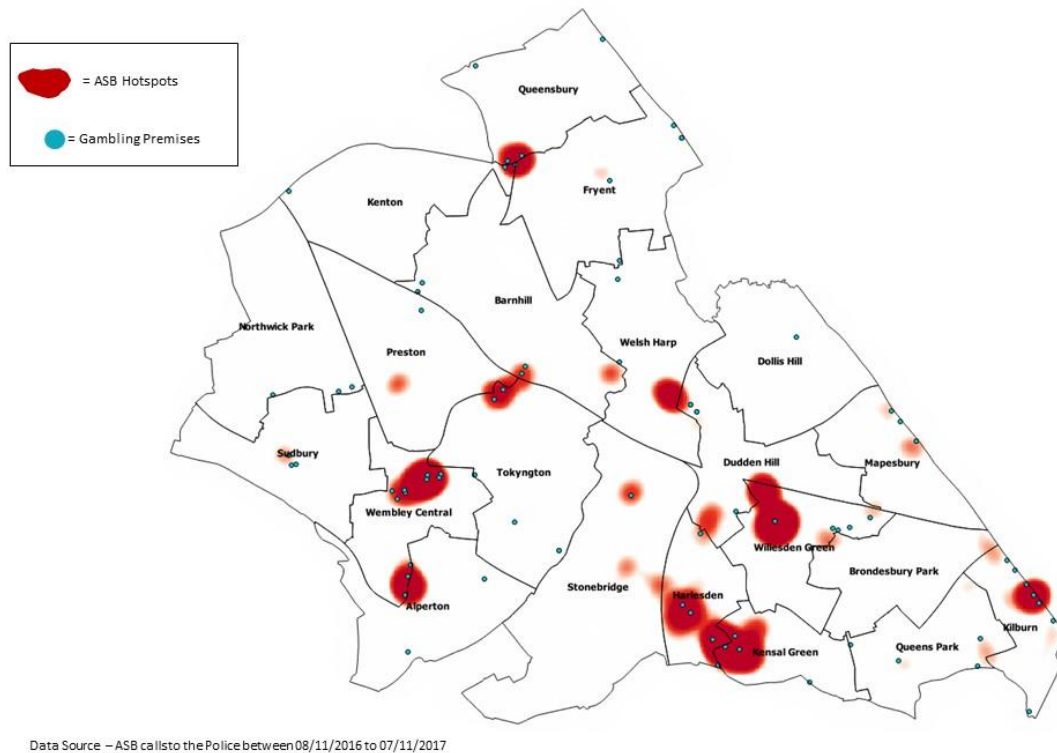 = ASB Hotspots
= Gambling Premises
Queensbury
Fryent
Kenton
Barnhill
Northwick Park
Preston
Welsh Harp
Dollis Hill
Sudbury
Tokyngton
Dudden Hill
Mapesbury
Wembley Central
Willesden Green
Brondesbury Park
Stonebridge
Harlesden
Alperton
Kilburn
Kensal Green
Queens Park
Data Source – ASB calls to the Police between 08/11/2016 to 07/11/2017